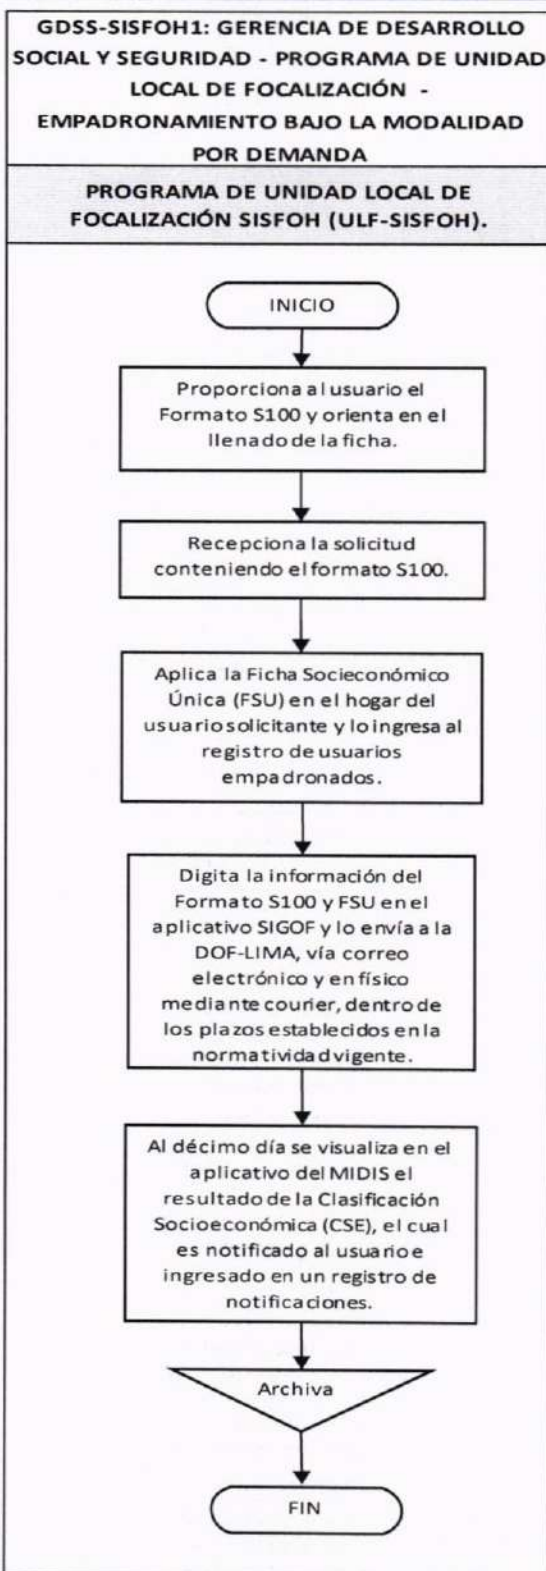 GDSS-SISFOH1: GERENCIA DE DESARROLLO
SOCIAL Y SEGURIDAD - PROGRAMA DE UNIDAD
LOCAL DE FOCALIZACIÓN -
EMPADRONAMIENTO BAJO LA MODALIDAD
POR DEMANDA
PROGRAMA DE UNIDAD LOCAL DE
FOCALIZACIÓN SISFOH (ULF-SISFOH).
INICIO
Proporciona al usuario el
Formato S100 y orienta en el
llenado de la ficha.
Recepciona la solicitud
conteniendo el formato S100.
Aplica la Ficha Socieconómico
Única (FSU) en el hogar del
usuario solicitante y lo ingresa al
registro de usuarios
empadronados.
Digita la información del
Formato S100 y FSU en el
aplicativo SIGOF y lo envía a la
DOF-LIMA, vía correo
electrónico y en físico
mediante courier, dentro de
los plazos establecidos en la
normatividad vigente.
Al décimo día se visualiza en el
aplicativo del MIDIS el
resultado de la Clasificación
Socioeconómica (CSE), el cual
es notificado al usuario e
ingresado en un registro de
notificaciones.
Archiva
FIN